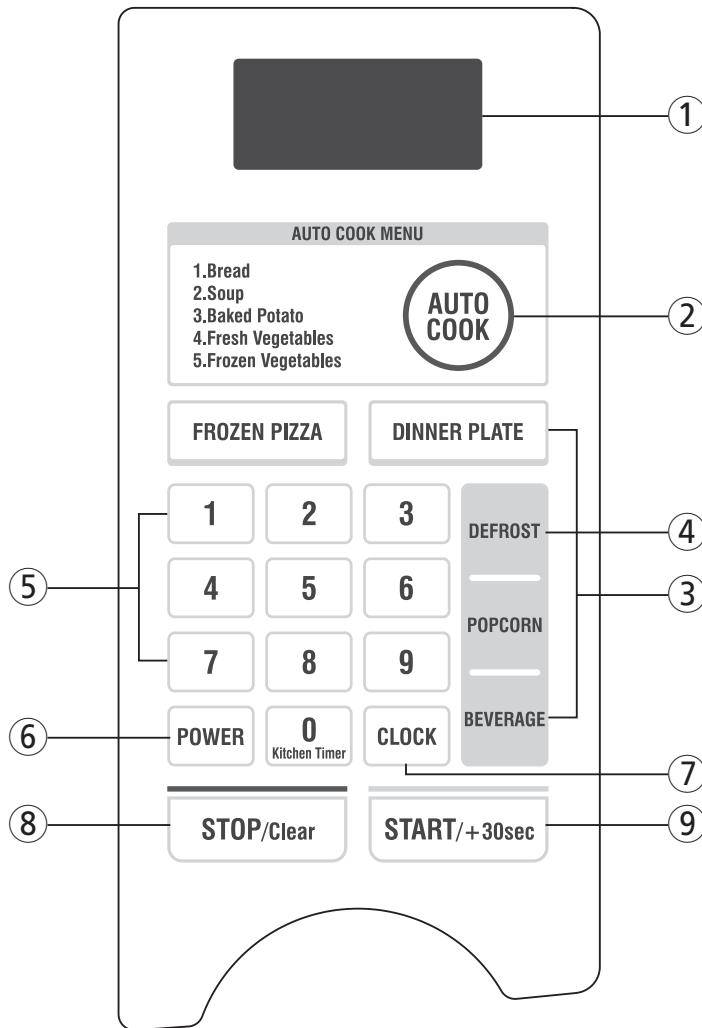 ①
AUTO COOK MENU
1.Bread
2.Soup
3.Baked Potato
4.Fresh Vegetables
5.Frozen Vegetables
AUTO
COOK
②
FROZEN PIZZA
DINNER PLATE
1
2
3
DEFROST
④
⑤
4
5
6
③
POPCORN
7
8
9
⑥
POWER
0
Kitchen Timer
CLOCK
BEVERAGE
⑦
⑧
STOP/Clear
START/+30sec
⑨